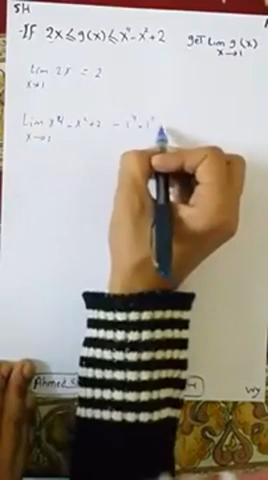 SH
-If 2x ≤ g(x) ≤ x⁴ - x² + 2 get Lim g(x)
x→1
Lim 2x = 2
x→1
Lim x⁴ - x² + 2 - 1⁴ - 1²
x→1
Ahmed